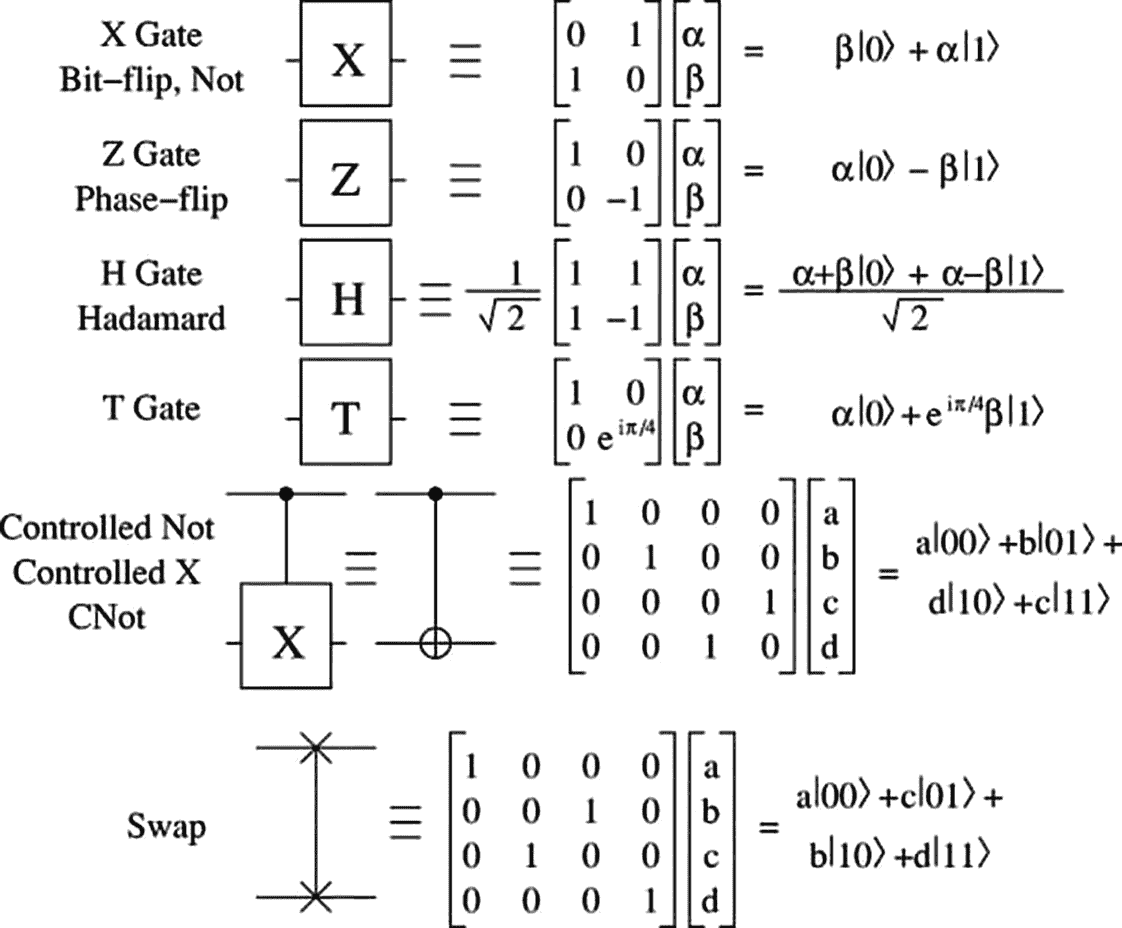 X Gate
Bit–flip, Not
X ≡ [0 1] [α] = β|0⟩ + α|1⟩
[1 0] [β]
Z Gate
Phase–flip
Z ≡ [1 0] [α] = α|0⟩ – β|1⟩
[0 –1] [β]
H Gate
Hadamard
H ≡ 1/√2 [1 1] [α] = α+β|0⟩ + α–β|1⟩
[1 –1] [β] √2
T Gate
T ≡ [1 0] [α] = α|0⟩ + e^iπ/4 β|1⟩
[0 e^iπ/4] [β]
Controlled Not
Controlled X
CNot
X
≡ ≡
[1 0 0 0] [a]
[0 1 0 0] [b]
[0 0 0 1] [c]
[0 0 1 0] [d]
= a|00⟩ +b|01⟩ +
d|10⟩ +c|11⟩
Swap
≡
[1 0 0 0] [a]
[0 0 1 0] [b]
[0 1 0 0] [c]
[0 0 0 1] [d]
= a|00⟩ +c|01⟩ +
b|10⟩ +d|11⟩